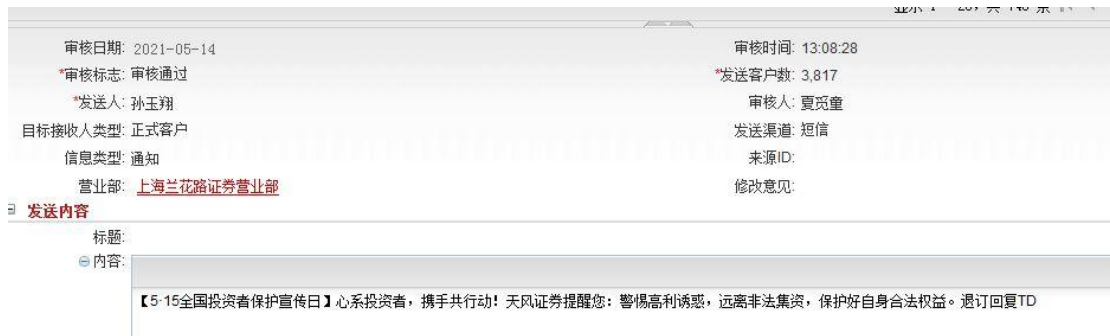 审核日期: 2021-05-14 审核时间: 13:08:28
*审核标志: 审核通过 *发送客户数: 3,817
*发送人: 孙玉翔 审核人: 夏觅童
目标接收人类型: 正式客户 发送渠道: 短信
信息类型: 通知 来源ID:
营业部: 上海兰花路证券营业部 修改意见:
发送内容
标题:
内容:
【5·15全国投资者保护宣传日】心系投资者，携手共行动！天风证券提醒您：警惕高利诱惑，远离非法集资，保护好自身合法权益。退订回复TD